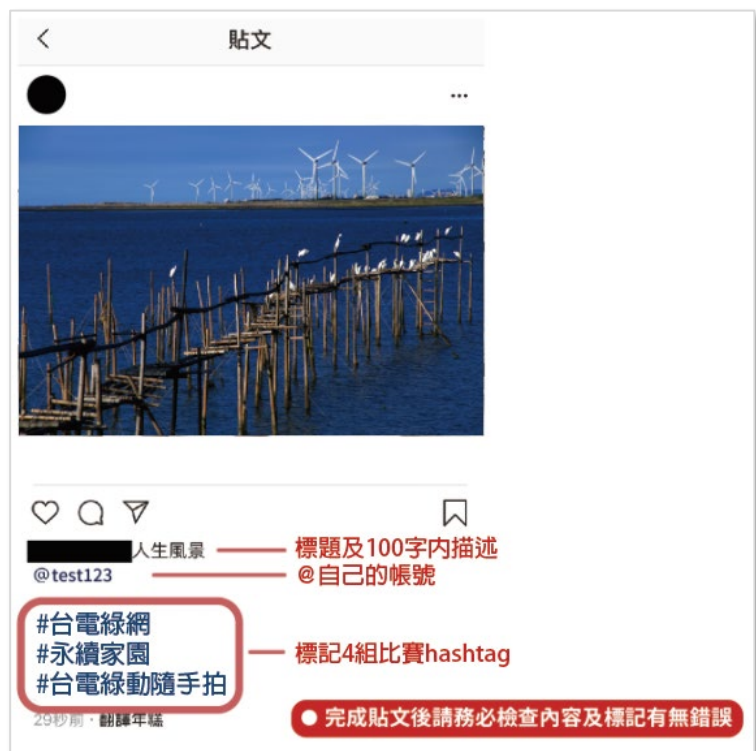 貼文
人生風景
標題及100字内描述
@test123
@自己的帳號
#台電綠網
#永續家園
#台電綠動隨手拍
標記4組比賽hashtag
29秒前·翻譯年糕
● 完成貼文後請務必檢查內容及標記有無錯誤